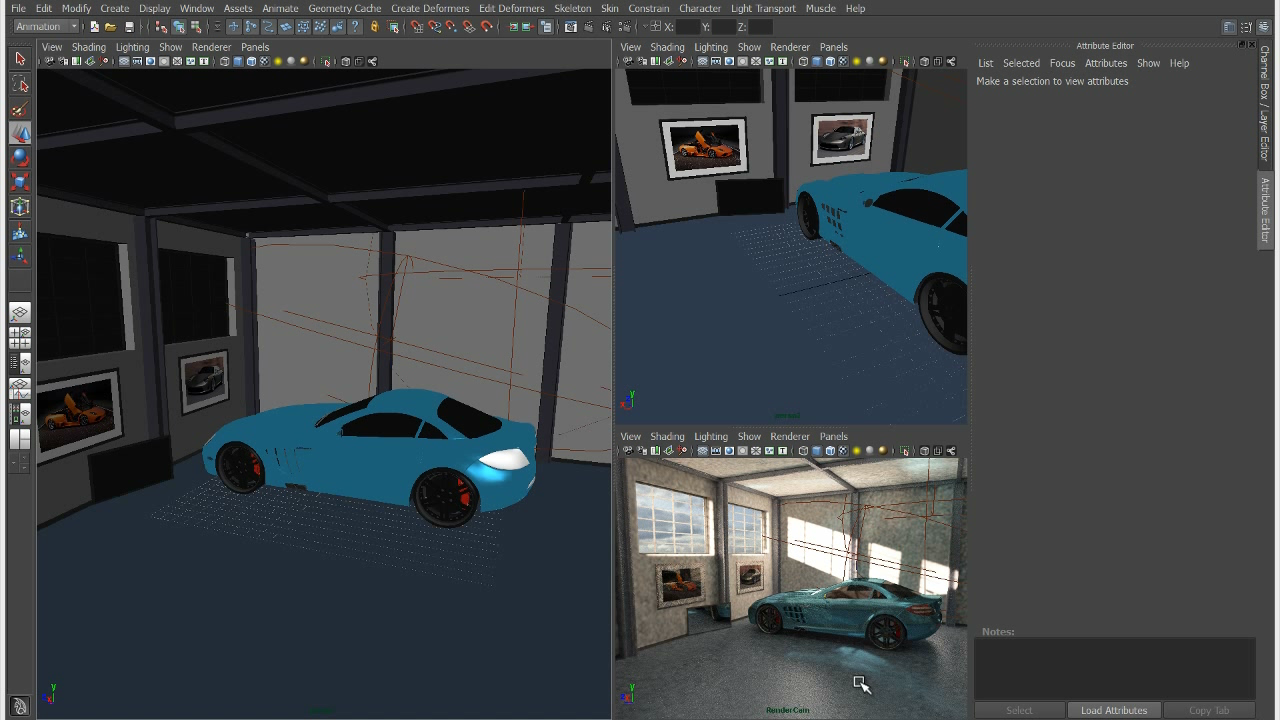 File Edit Modify Create Display Window Assets Animate Geometry Cache Create Deformers Edit Deformers Skeleton Skin Constrain Character Light Transport Muscle Help
Animation X: Y: Z:
View Shading Lighting Show Renderer Panels
View Shading Lighting Show Renderer Panels
Attribute Editor
List Selected Focus Attributes Show Help
Make a selection to view attributes
Channel Box / Layer Editor
Attribute Editor
y
x
View Shading Lighting Show Renderer Panels
y
x
y
x
RenderCam
Notes:
Select Load Attributes Copy Tab